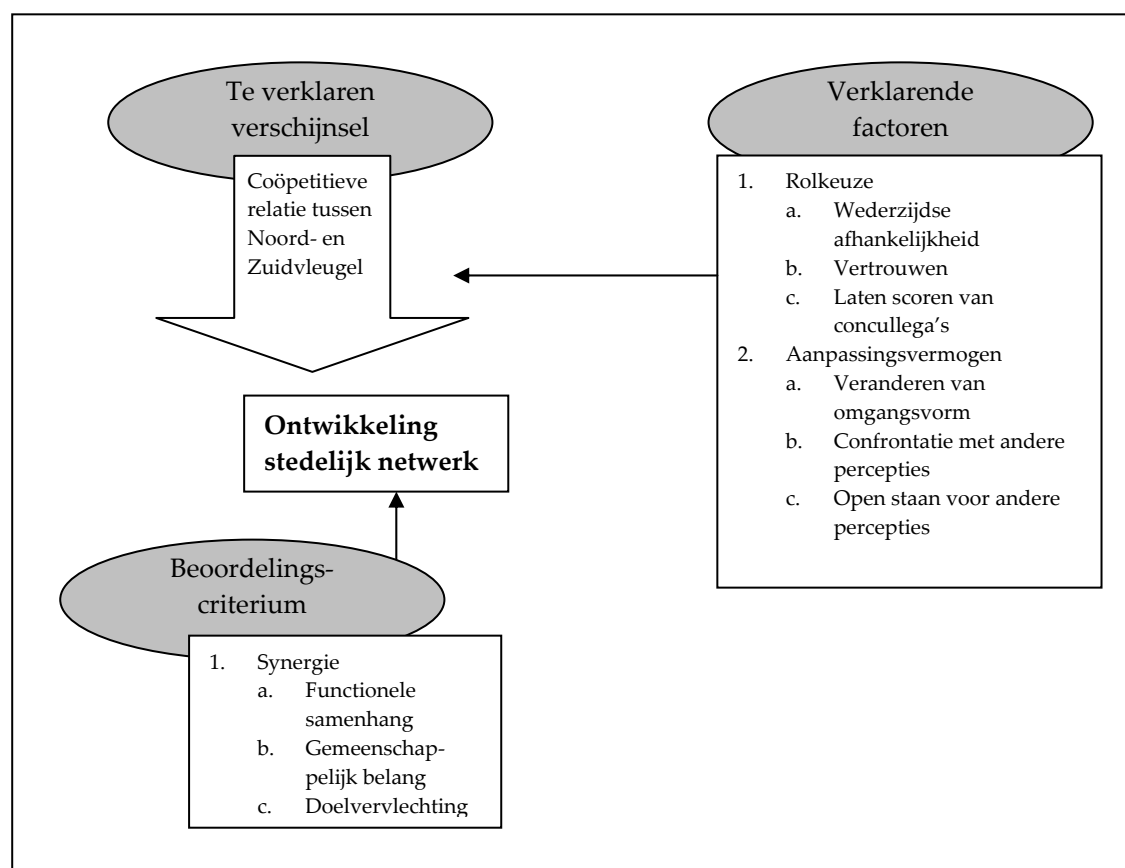 Te verklaren
verschijnsel
Coöpetitieve
relatie tussen
Noord- en
Zuidvleugel
Verklarende
factoren
1. Rolkeuze
a. Wederzijdse
afhankelijkheid
b. Vertrouwen
c. Laten scoren van
concullega’s
2. Aanpassingsvermogen
a. Veranderen van
omgangsvorm
b. Confrontatie met andere
percepties
c. Open staan voor andere
percepties
Ontwikkeling
stedelijk netwerk
Beoordelings-
criterium
1. Synergie
a. Functionele
samenhang
b. Gemeenschap-
pelijk belang
c. Doelvervlechting